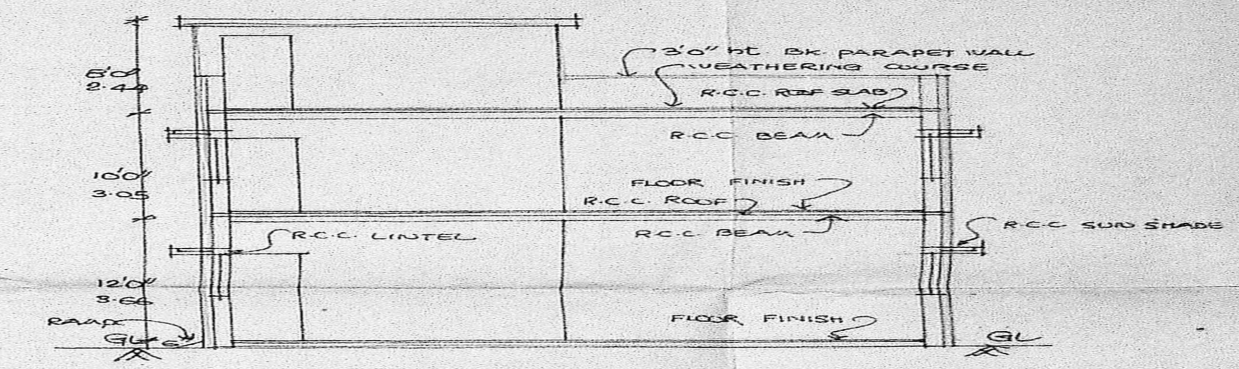 3'0" ht. BK. PARAPET WALL
WEATHERING COURSE
8'0"
2.44
R.C.C. ROOF SLAB
R.C.C. BEAM
10'0"
3.05
FLOOR FINISH
R.C.C. ROOF
R.C.C. BEAM
R.C.C. LINTEL
R.C.C. SUN SHADE
12'0"
3.66
RAMP
FLOOR FINISH
GL
GL